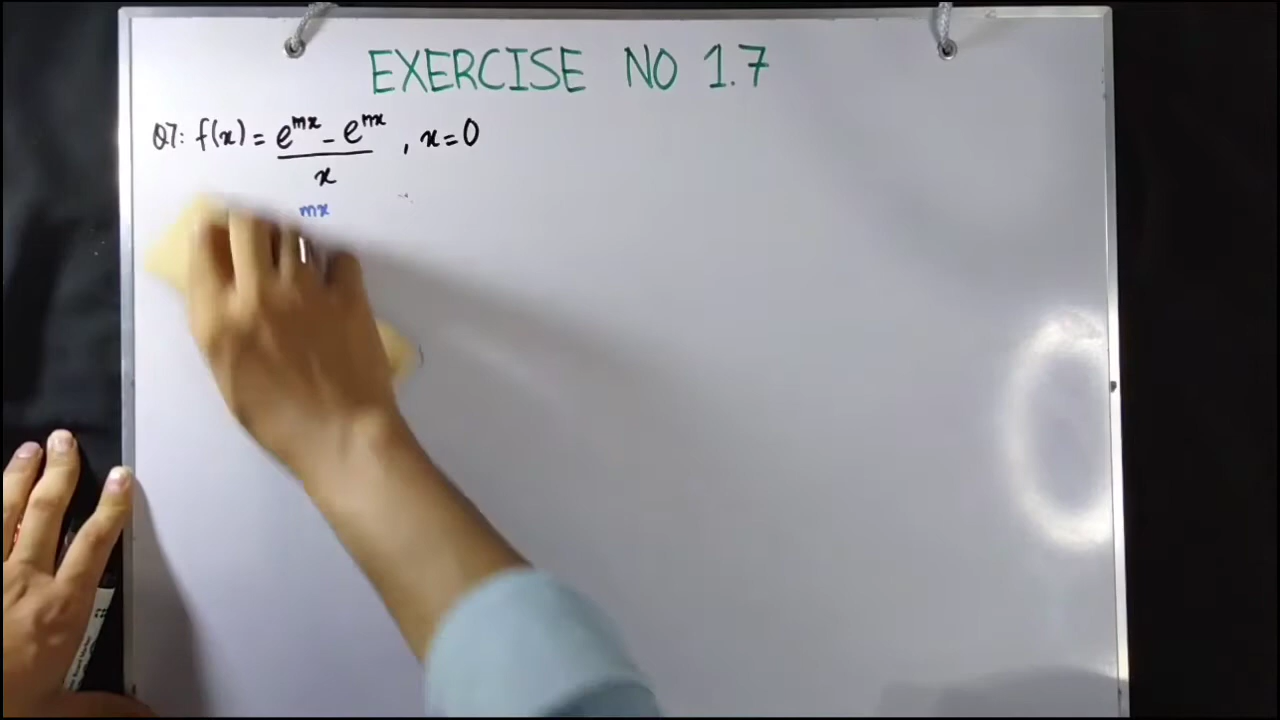 EXERCISE NO 1.7
Q7: f(x) = e^{mx} - e^{mx} / x , x = 0
mx